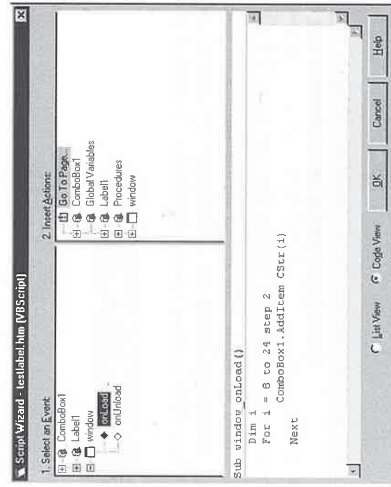 Script Wizard - testlabel.htm [VBScript]
1. Select an Event:
ComboBox1
Label1
window
onLoad
onUnload
2. Insert Actions:
Go To Page...
ComboBox1
Global Variables
Label1
Procedures
window
Sub window_onLoad()
Dim i
For i = 8 to 24 step 2
ComboBox1.AddItem CStr(i)
Next
List View
Code View
OK
Cancel
Help